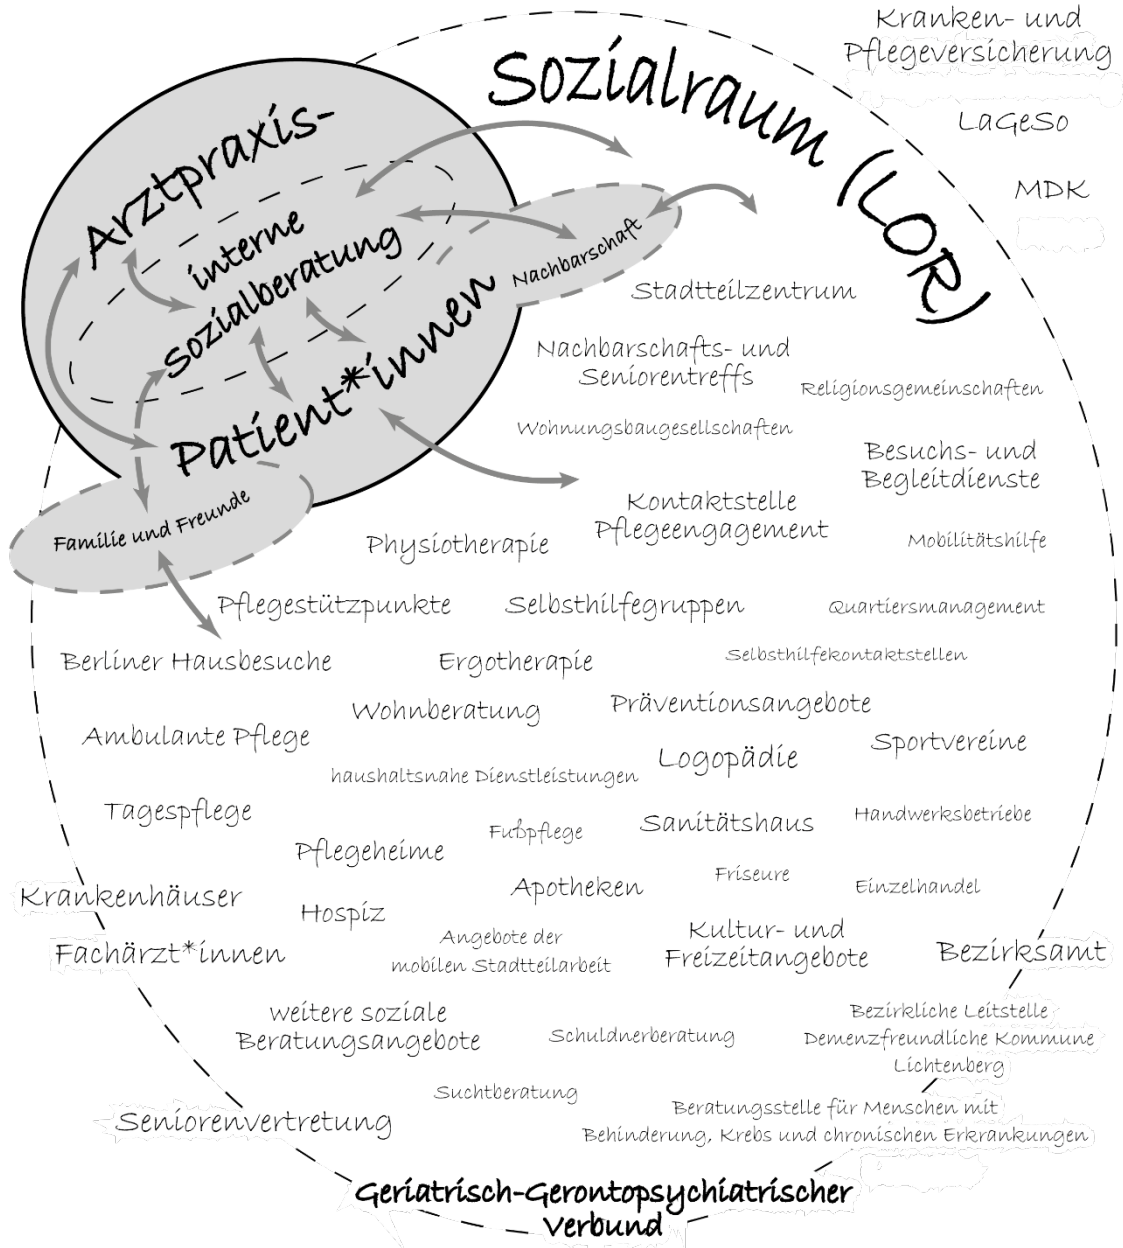 Kranken- und
Pflegeversicherung
LaGeSo
MDK
Sozialraum (LOR)
Arztpraxis-
interne
Sozialberatung
Patient*innen
Nachbarschaft
Familie und Freunde
Stadtteilzentrum
Nachbarschafts- und
Seniorentreffs
Religionsgemeinschaften
Wohnungsbaugesellschaften
Besuchs- und
Begleitdienste
Kontaktstelle
Pflegeengagement
Physiotherapie
Mobilitätshilfe
Pflegestützpunkte
Selbsthilfegruppen
Quartiersmanagement
Berliner Hausbesuche
Ergotherapie
Selbsthilfekontaktstellen
Wohnberatung
Präventionsangebote
Ambulante Pflege
Logopädie
Sportvereine
haushaltsnahe Dienstleistungen
Tagespflege
Fußpflege
Sanitätshaus
Handwerksbetriebe
Pflegeheime
Apotheken
Friseure
Einzelhandel
Krankenhäuser
Hospiz
Angebote der
mobilen Stadtteilarbeit
Kultur- und
Freizeitangebote
Fachärzt*innen
Bezirksamt
weitere soziale
Beratungsangebote
Schuldnerberatung
Bezirkliche Leitstelle
Demenzfreundliche Kommune
Lichtenberg
Suchtberatung
Seniorenvertretung
Beratungsstelle für Menschen mit
Behinderung, Krebs und chronischen Erkrankungen
Geriatrisch-Gerontopsychiatrischer
Verbund